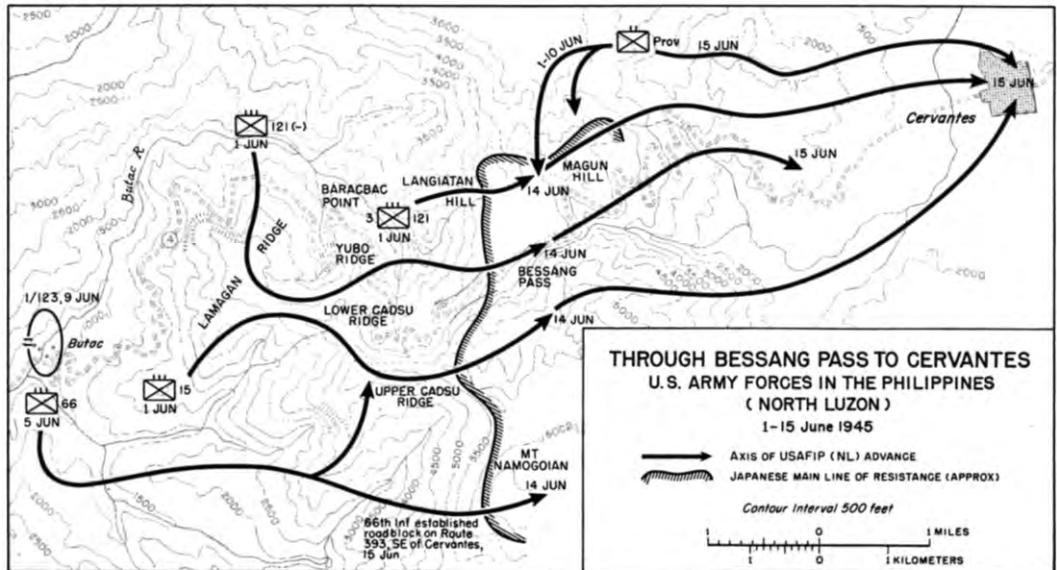 1-10 JUN
Prov
15 JUN
15 JUN
Cervantes
121(-)
1 JUN
Butac R
BARACBAC
POINT
LANGIATAN
HILL
MAGUN
HILL
14 JUN
15 JUN
3
121
1 JUN
4
RIDGE
YUBO
RIDGE
LAMAGAN
14 JUN
BESSANG
PASS
1/123, 9 JUN
LOWER CADSU
RIDGE
14 JUN
Butac
15
1 JUN
UPPER CADSU
RIDGE
66
5 JUN
MT
NAMOGOIAN
14 JUN
66th Inf established
roadblock on Route
393, SE of Cervantes,
15 Jun
THROUGH BESSANG PASS TO CERVANTES
U.S. ARMY FORCES IN THE PHILIPPINES
(NORTH LUZON)
1-15 June 1945
AXIS OF USAFIP (NL) ADVANCE
JAPANESE MAIN LINE OF RESISTANCE (APPROX)
Contour Interval 500 feet
1 0 1 MILES
1 0 1 KILOMETERS